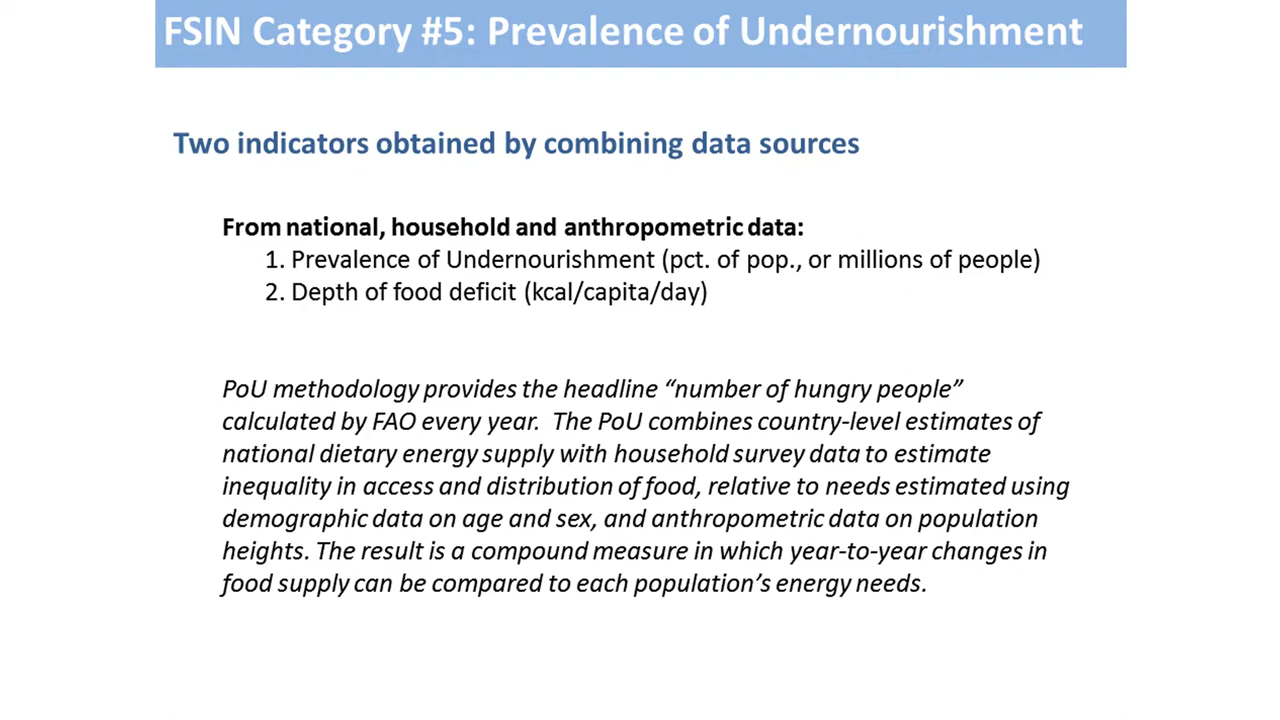 FSIN Category #5: Prevalence of Undernourishment
Two indicators obtained by combining data sources
From national, household and anthropometric data:
1. Prevalence of Undernourishment (pct. of pop., or millions of people)
2. Depth of food deficit (kcal/capita/day)
PoU methodology provides the headline “number of hungry people”
calculated by FAO every year.  The PoU combines country-level estimates of
national dietary energy supply with household survey data to estimate
inequality in access and distribution of food, relative to needs estimated using
demographic data on age and sex, and anthropometric data on population
heights. The result is a compound measure in which year-to-year changes in
food supply can be compared to each population’s energy needs.